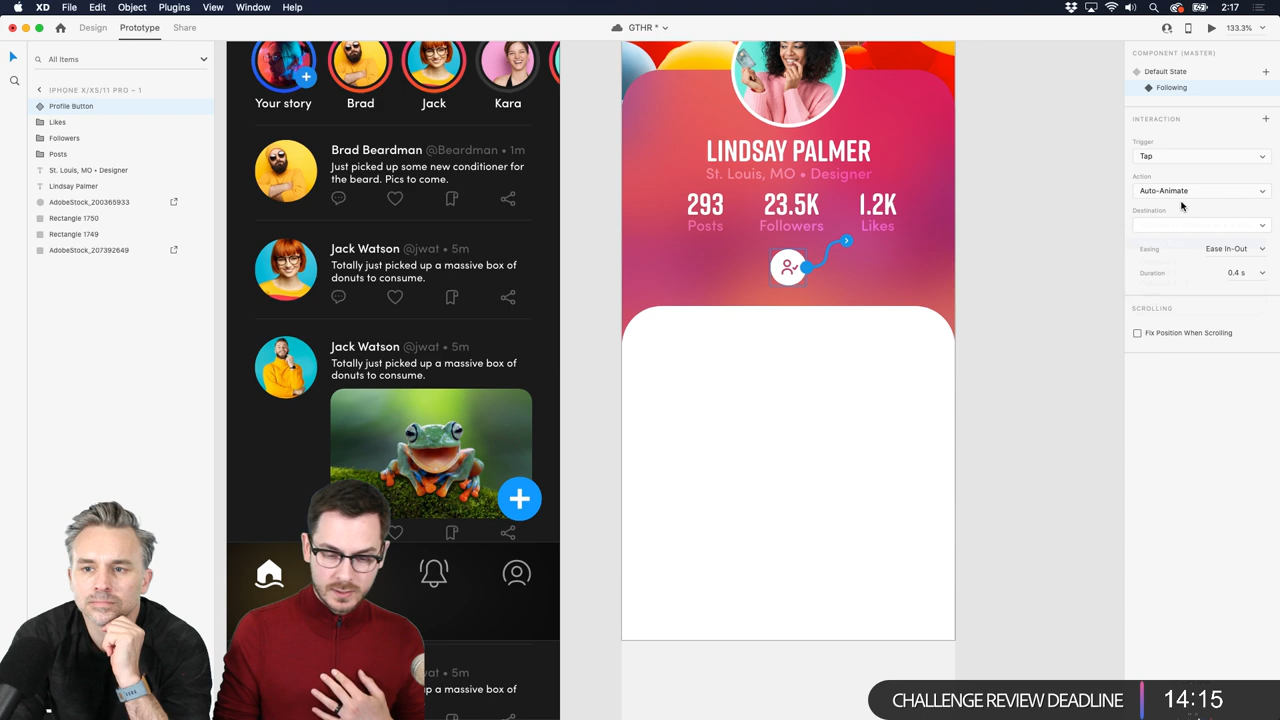 XD File Edit Object Plugins View Window Help
2:17
Design Prototype Share
GTHR *
133.3%
All Items
IPHONE X/XS/11 PRO – 1
Profile Button
Likes
Followers
Posts
St. Louis, MO • Designer
Lindsay Palmer
AdobeStock_200365933
Rectangle 1750
Rectangle 1749
AdobeStock_207392649
Your story Brad Jack Kara
Brad Beardman @Beardman • 1m
Just picked up some new conditioner for
the beard. Pics to come.
Jack Watson @jwat • 5m
Totally just picked up a massive box of
donuts to consume.
Jack Watson @jwat • 5m
Totally just picked up a massive box of
donuts to consume.
• 5m
up a massive box of
LINDSAY PALMER
St. Louis, MO • Designer
293 23.5K 1.2K
Posts Followers Likes
COMPONENT (MASTER)
Default State
Following
INTERACTION
Trigger
Tap
Action
Auto-Animate
Destination
Easing Ease In-Out
Duration 0.4 s
SCROLLING
Fix Position When Scrolling
CHALLENGE REVIEW DEADLINE 14:15